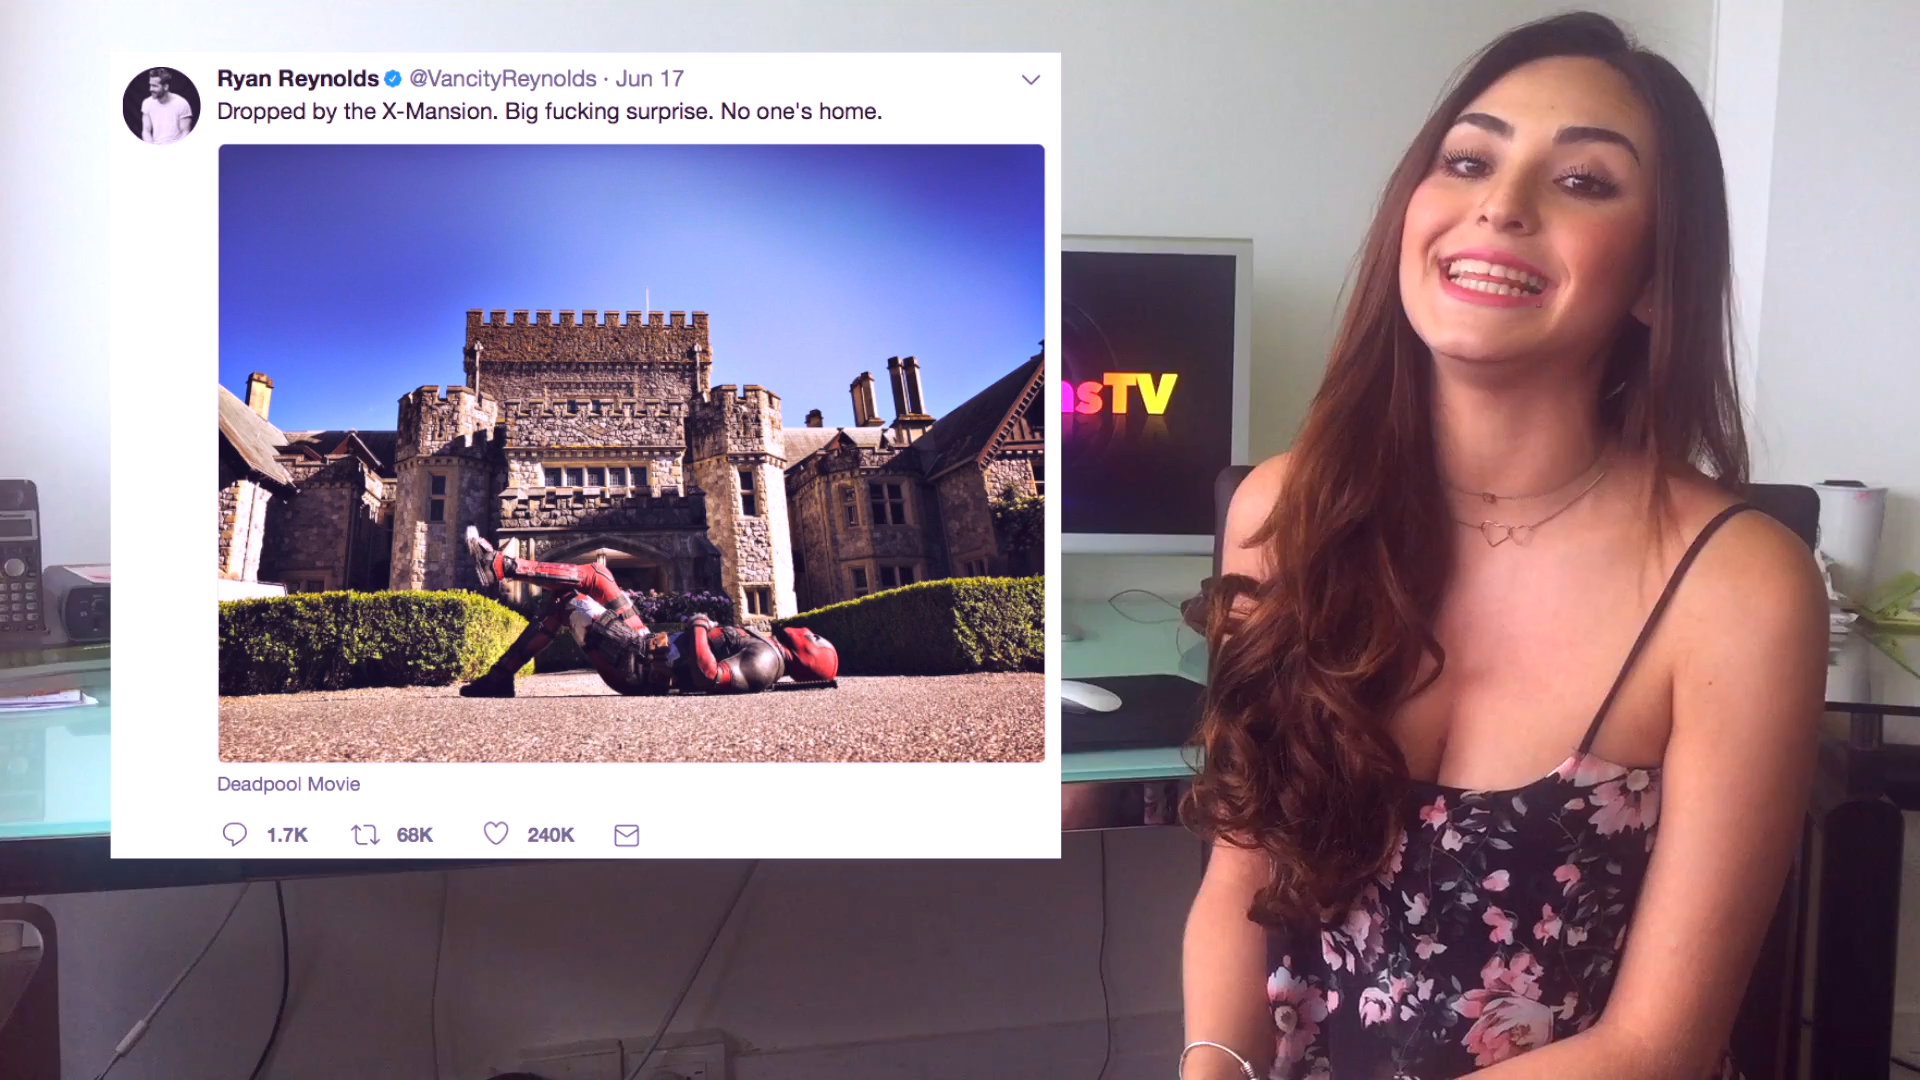 Ryan Reynolds @VancityReynolds · Jun 17
Dropped by the X-Mansion. Big fucking surprise. No one's home.
Deadpool Movie
1.7K 68K 240K
sTV